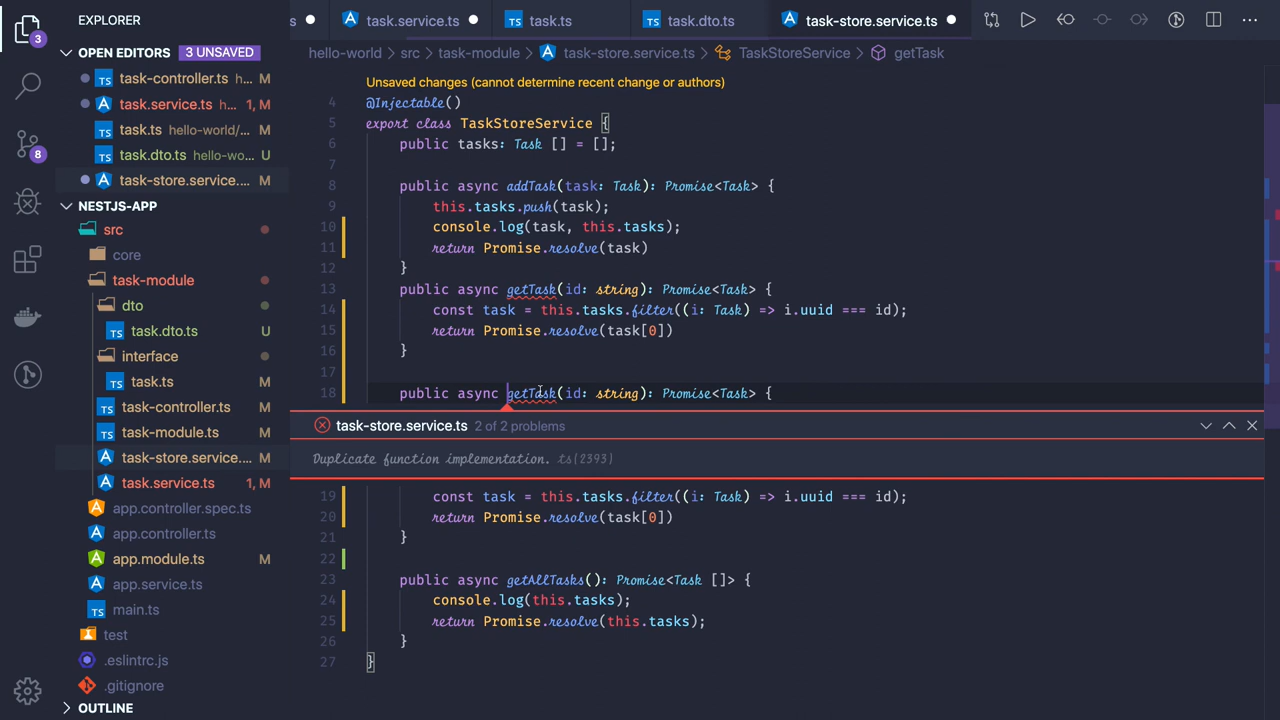 EXPLORER
s
task.service.ts
task.ts
task.dto.ts
task-store.service.ts
3
OPEN EDITORS 3 UNSAVED
task-controller.ts h... M
task.service.ts h... 1, M
task.ts hello-world/... M
task.dto.ts hello-wo... U
task-store.service.... M
8
NESTJS-APP
src
core
task-module
dto
task.dto.ts U
interface
task.ts M
task-controller.ts M
task-module.ts M
task-store.service.... M
task.service.ts 1, M
app.controller.spec.ts
app.controller.ts
app.module.ts M
app.service.ts
main.ts
test
.eslintrc.js
.gitignore
OUTLINE
hello-world > src > task-module > task-store.service.ts > TaskStoreService > getTask
Unsaved changes (cannot determine recent change or authors)
4 @Injectable()
5 export class TaskStoreService {
6 public tasks: Task [] = [];
7
8 public async addTask(task: Task): Promise<Task> {
9 this.tasks.push(task);
10 console.log(task, this.tasks);
11 return Promise.resolve(task)
12 }
13 public async getTask(id: string): Promise<Task> {
14 const task = this.tasks.filter((i: Task) => i.uuid === id);
15 return Promise.resolve(task[0])
16 }
17
18 public async getTask(id: string): Promise<Task> {
task-store.service.ts 2 of 2 problems
Duplicate function implementation. ts(2393)
19 const task = this.tasks.filter((i: Task) => i.uuid === id);
20 return Promise.resolve(task[0])
21 }
22
23 public async getAllTasks(): Promise<Task []> {
24 console.log(this.tasks);
25 return Promise.resolve(this.tasks);
26 }
27 }